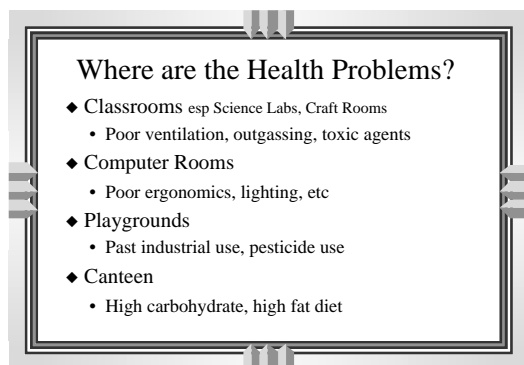 Where are the Health Problems?
◆ Classrooms esp Science Labs, Craft Rooms
• Poor ventilation, outgassing, toxic agents
◆ Computer Rooms
• Poor ergonomics, lighting, etc
◆ Playgrounds
• Past industrial use, pesticide use
◆ Canteen
• High carbohydrate, high fat diet